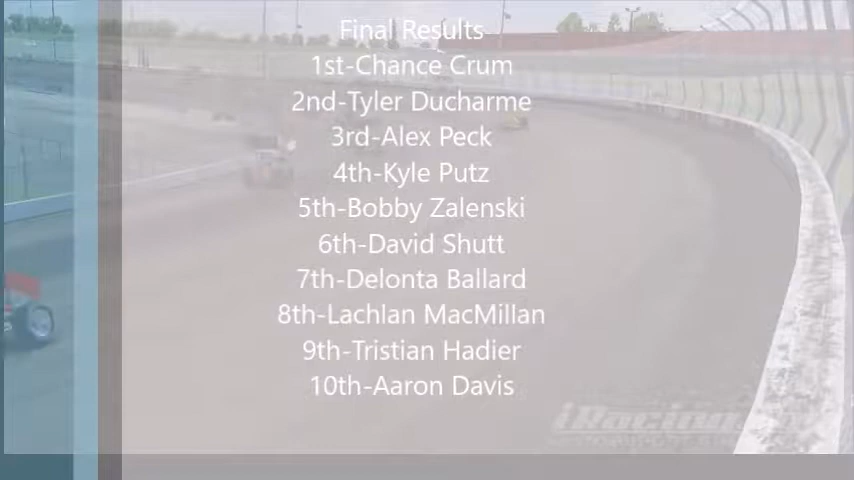 Final Results
1st-Chance Crum
2nd-Tyler Ducharme
3rd-Alex Peck
4th-Kyle Putz
5th-Bobby Zalenski
6th-David Shutt
7th-Delonta Ballard
8th-Lachlan MacMillan
9th-Tristian Hadier
10th-Aaron Davis
iRacing